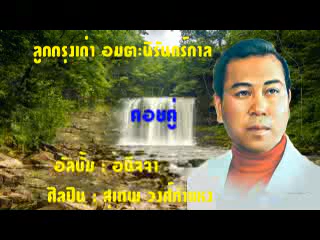 ลูกกรุงเก่า อมตะนิรันดร์กาล
คอยคู่
อัลบั้ม : อนิจจา
ศิลปิน : สุเทพ วงศ์กำแหง